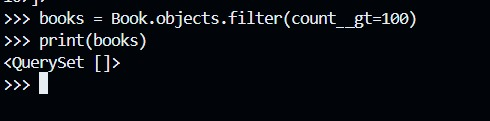 >>> books = Book.objects.filter(count__gt=100)
>>> print(books)
<QuerySet []>
>>>